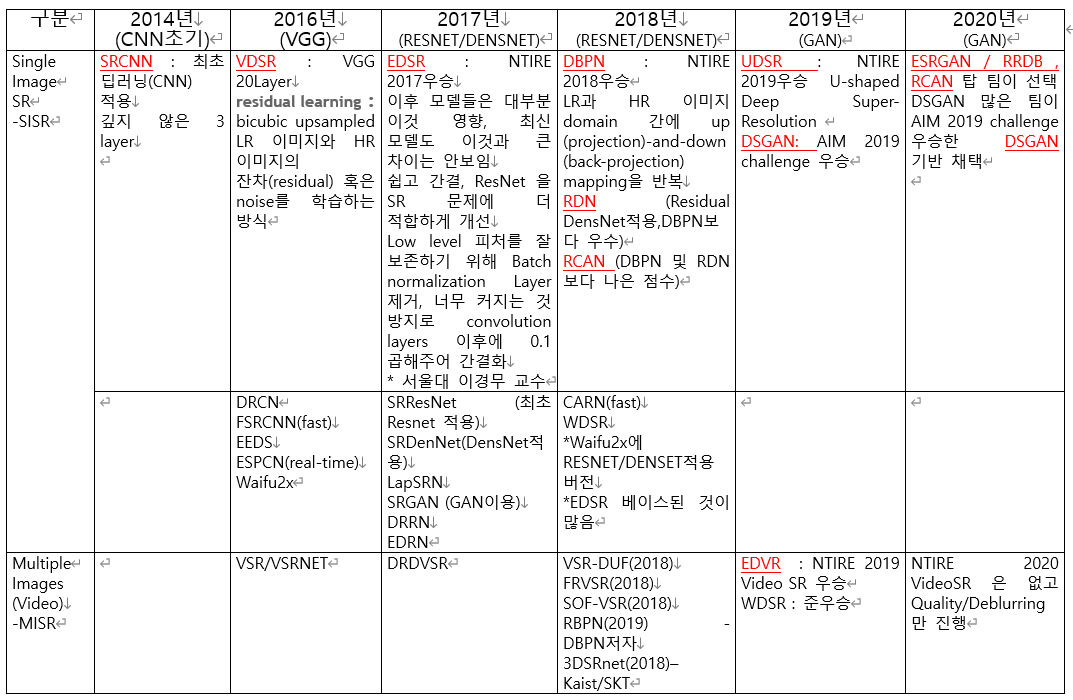 구분
2014년
(CNN초기)
2016년
(VGG)
2017년
(RESNET/DENSNET)
2018년
(RESNET/DENSNET)
2019년
(GAN)
2020년
(GAN)
Single
Image
SR
-SISR
SRCNN : 최초
딥러닝(CNN)
적용
깊지 않은 3
layer
VDSR : VGG
20Layer
residual learning :
bicubic upsampled
LR 이미지와 HR
이미지의
잔차(residual) 혹은
noise를 학습하는
방식
EDSR : NTIRE
2017우승
이후 모델들은 대부분
이것 영향, 최신
모델도 이것과 큰
차이는 안보임
쉽고 간결, ResNet 을
SR 문제에 더
적합하게 개선
Low level 피처를 잘
보존하기 위해 Batch
normalization Layer
제거, 너무 커지는 것
방지로 convolution
layers 이후에 0.1
곱해주어 간결화
* 서울대 이경무 교수
DBPN : NTIRE
2018우승
LR과 HR 이미지
domain 간에 up
(projection)-and-down
(back-projection)
mapping을 반복
RDN (Residual
DensNet적용,DBPN보
다 우수)
RCAN (DBPN 및 RDN
보다 나은 점수)
UDSR : NTIRE
2019우승 U-shaped
Deep Super-
Resolution
DSGAN: AIM 2019
challenge 우승
ESRGAN / RRDB ,
RCAN 탑 팀이 선택
DSGAN 많은 팀이
AIM 2019 challenge
우승한 DSGAN
기반 채택
DRCN
FSRCNN(fast)
EEDS
ESPCN(real-time)
Waifu2x
SRResNet (최초
Resnet 적용)
SRDenNet(DensNet적
용)
LapSRN
SRGAN (GAN이용)
DRRN
EDRN
CARN(fast)
WDSR
*Waifu2x에
RESNET/DENSET적용
버전
*EDSR 베이스된 것이
많음
Multiple
Images
(Video)
-MISR
VSR/VSRNET
DRDVSR
VSR-DUF(2018)
FRVSR(2018)
SOF-VSR(2018)
RBPN(2019) -
DBPN저자
3DSRnet(2018)–
Kaist/SKT
EDVR : NTIRE 2019
Video SR 우승
WDSR : 준우승
NTIRE 2020
VideoSR 은 없고
Quality/Deblurring
만 진행